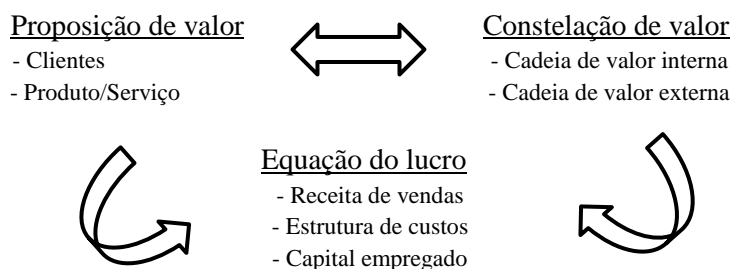 Proposição de valor
- Clientes
- Produto/Serviço
Constelação de valor
- Cadeia de valor interna
- Cadeia de valor externa
Equação do lucro
- Receita de vendas
- Estrutura de custos
- Capital empregado